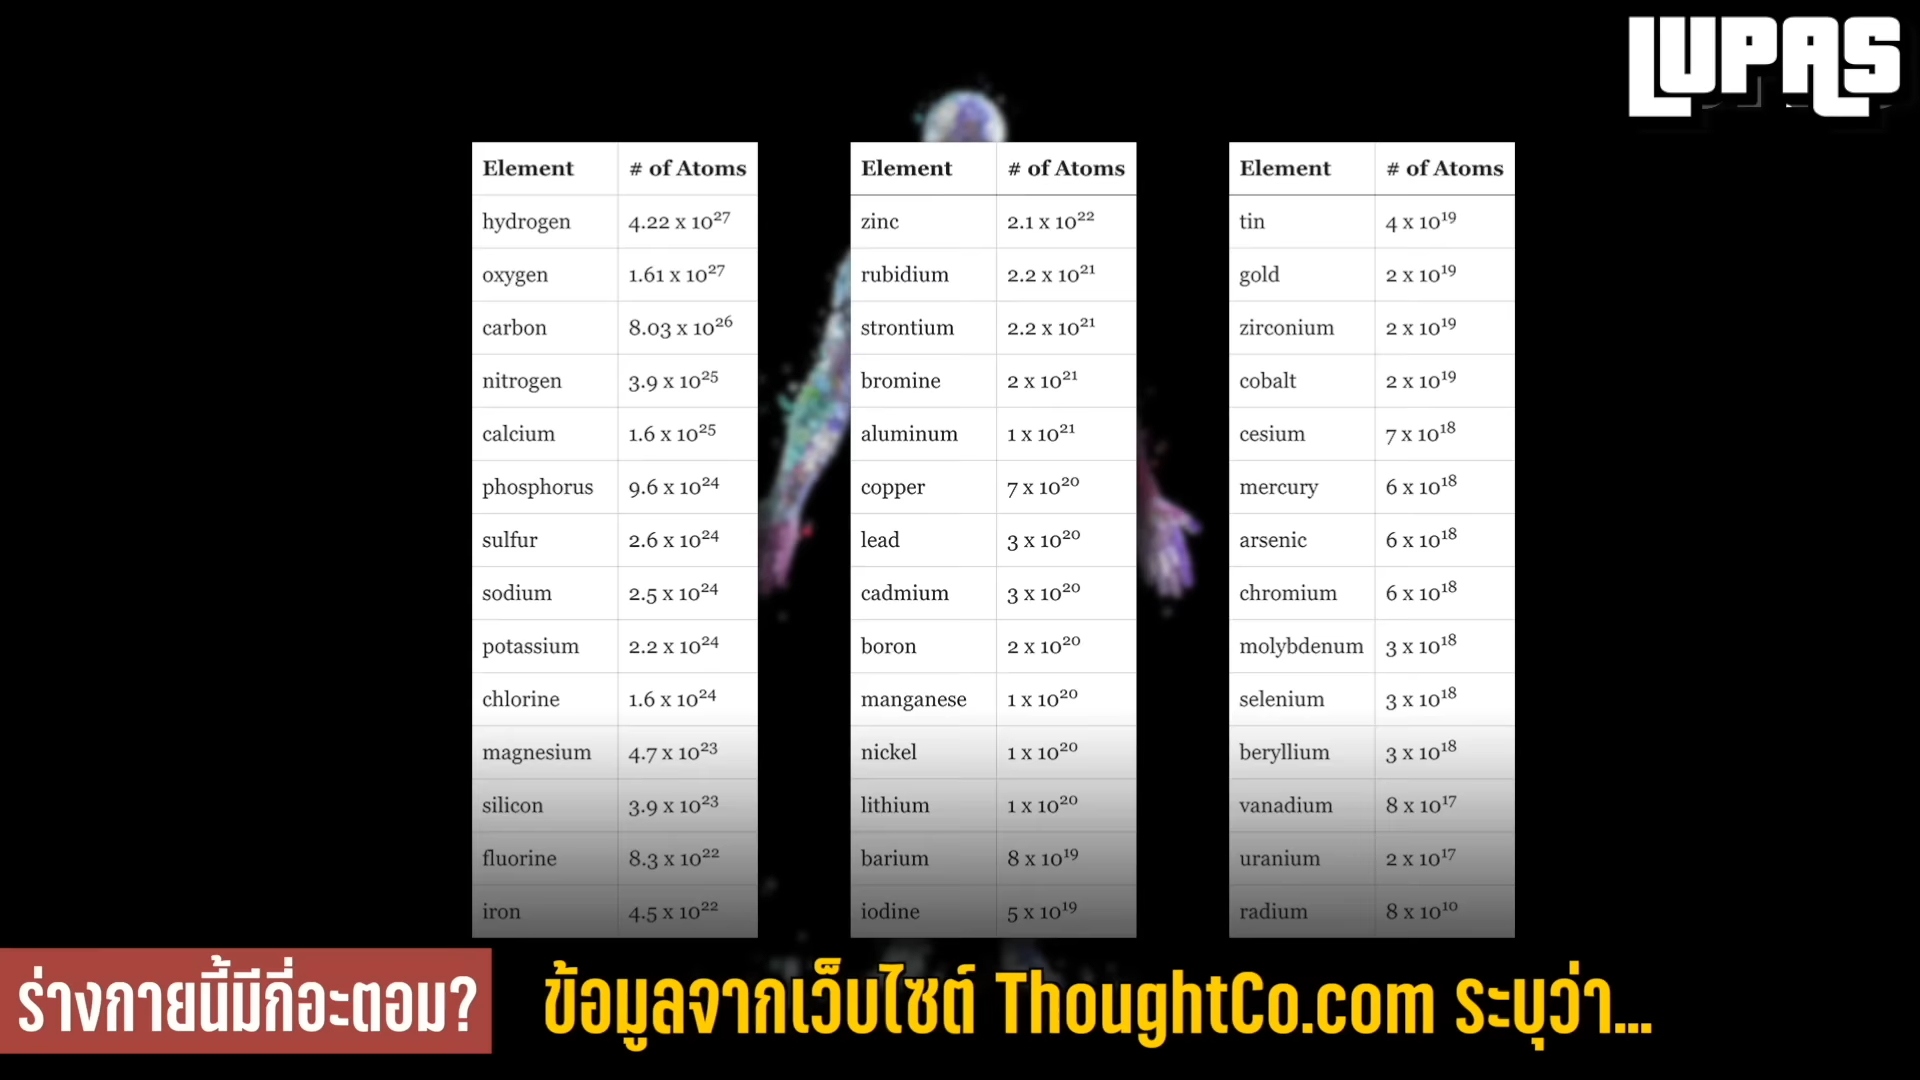 LUPAS
Element # of Atoms
hydrogen 4.22 x 10²⁷
oxygen 1.61 x 10²⁷
carbon 8.03 x 10²⁶
nitrogen 3.9 x 10²⁵
calcium 1.6 x 10²⁵
phosphorus 9.6 x 10²⁴
sulfur 2.6 x 10²⁴
sodium 2.5 x 10²⁴
potassium 2.2 x 10²⁴
chlorine 1.6 x 10²⁴
magnesium 4.7 x 10²³
silicon 3.9 x 10²³
fluorine 8.3 x 10²²
iron 4.5 x 10²²
Element # of Atoms
zinc 2.1 x 10²²
rubidium 2.2 x 10²¹
strontium 2.2 x 10²¹
bromine 2 x 10²¹
aluminum 1 x 10²¹
copper 7 x 10²⁰
lead 3 x 10²⁰
cadmium 3 x 10²⁰
boron 2 x 10²⁰
manganese 1 x 10²⁰
nickel 1 x 10²⁰
lithium 1 x 10²⁰
barium 8 x 10¹⁹
iodine 5 x 10¹⁹
Element # of Atoms
tin 4 x 10¹⁹
gold 2 x 10¹⁹
zirconium 2 x 10¹⁹
cobalt 2 x 10¹⁹
cesium 7 x 10¹⁸
mercury 6 x 10¹⁸
arsenic 6 x 10¹⁸
chromium 6 x 10¹⁸
molybdenum 3 x 10¹⁸
selenium 3 x 10¹⁸
beryllium 3 x 10¹⁸
vanadium 8 x 10¹⁷
uranium 2 x 10¹⁷
radium 8 x 10¹⁰
ร่างกายนี้มีกี่อะตอม?
ข้อมูลจากเว็บไซต์ ThoughtCo.com ระบุว่า...